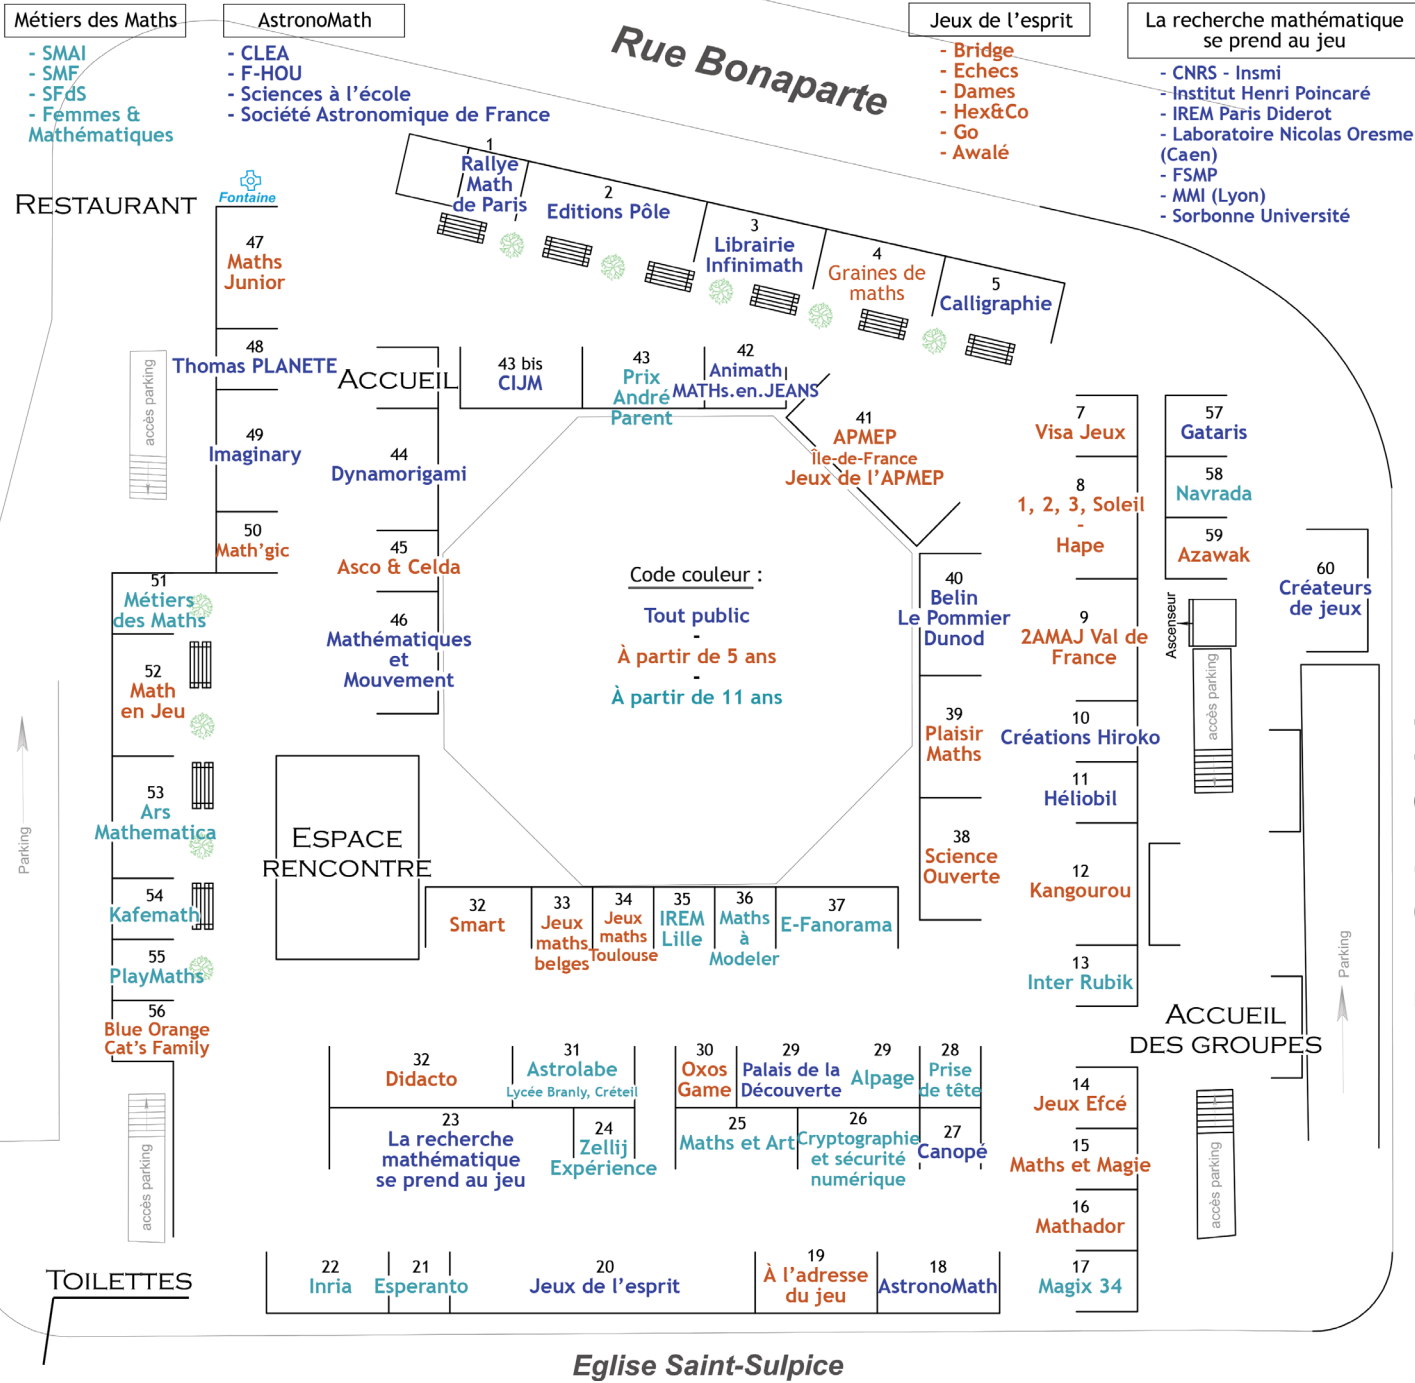 Métiers des Maths
- SMAI
- SMF
- SFdS
- Femmes &
Mathématiques
AstronoMath
- CLEA
- F-HOU
- Sciences à l'école
- Société Astronomique de France
Rue Bonaparte
Jeux de l'esprit
- Bridge
- Echecs
- Dames
- Hex&Co
- Go
- Awalé
La recherche mathématique
se prend au jeu
- CNRS - Insmi
- Institut Henri Poincaré
- IREM Paris Diderot
- Laboratoire Nicolas Oresme
(Caen)
- FSMP
- MMI (Lyon)
- Sorbonne Université
RESTAURANT
Fontaine
1
Rallye
Math
de Paris
2
Editions Pôle
3
Librairie
Infinimath
4
Graines de
maths
5
Calligraphie
47
Maths
Junior
48
Thomas PLANETE
49
Imaginary
50
Math'gic
accès parking
ACCUEIL
43 bis
CIJM
43
Prix
André
Parent
42
Animath
MATHs.en.JEANS
41
APMEP
Île-de-France
Jeux de l'APMEP
44
Dynamorigami
45
Asco & Celda
46
Mathématiques
et
Mouvement
Code couleur :
Tout public
-
À partir de 5 ans
-
À partir de 11 ans
7
Visa Jeux
8
1, 2, 3, Soleil
-
Hape
9
2AMAJ Val de
France
10
Créations Hiroko
11
Héliobil
12
Kangourou
13
Inter Rubik
57
Gataris
58
Navrada
59
Azawak
60
Créateurs
de jeux
Ascenseur
accès parking
40
Belin
Le Pommier
Dunod
39
Plaisir
Maths
38
Science
Ouverte
51
Métiers
des Maths
52
Math
en Jeu
53
Ars
Mathematica
54
Kafemath
55
PlayMaths
56
Blue Orange
Cat's Family
Parking
ESPACE
RENCONTRE
32
Smart
33
Jeux
maths
belges
34
Jeux
maths
Toulouse
35
IREM
Lille
36
Maths
à
Modeler
37
E-Fanorama
Parking
ACCUEIL
DES GROUPES
32
Didacto
31
Astrolabe
Lycée Branly, Créteil
30
Oxos
Game
29
Palais de la
Découverte
29
Alpage
28
Prise
de tête
23
La recherche
mathématique
se prend au jeu
24
Zellij
Expérience
25
Maths et Art
26
Cryptographie
et sécurité
numérique
27
Canopé
14
Jeux Efcé
15
Maths et Magie
16
Mathador
17
Magix 34
accès parking
accès parking
TOILETTES
22
Inria
21
Esperanto
20
Jeux de l'esprit
19
À l'adresse
du jeu
18
AstronoMath
Eglise Saint-Sulpice